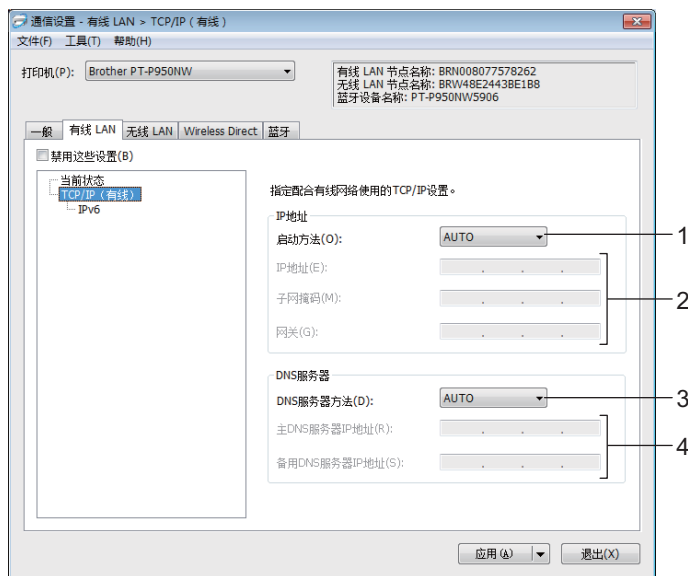 通信设置 - 有线 LAN > TCP/IP ( 有线 )
文件(F) 工具(T) 帮助(H)
打印机(P): Brother PT-P950NW
有线 LAN 节点名称: BRN008077578262
无线 LAN 节点名称: BRW48E2443BE1B8
蓝牙设备名称: PT-P950NW5906
一般 有线 LAN 无线 LAN Wireless Direct 蓝牙
禁用这些设置(B)
当前状态
TCP/IP（有线）
IPv6
指定配合有线网络使用的TCP/IP设置。
IP地址
启动方法(O): AUTO 1
IP地址(E): . . .
子网掩码(M): . . . 2
网关(G): . . .
DNS服务器
DNS服务器方法(D): AUTO 3
主DNS服务器IP地址(R): . . .
4
备用DNS服务器IP地址(S): . . .
应用(A) 退出(X)